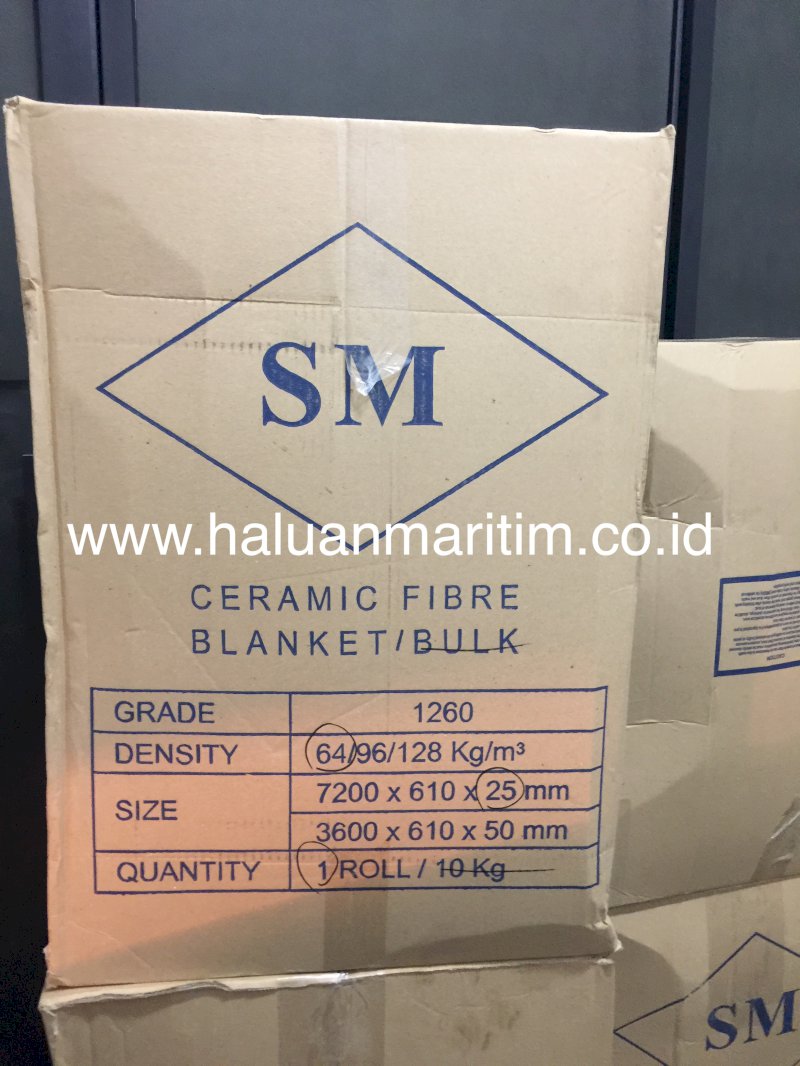 SM
www.haluanmaritim.co.id
CERAMIC FIBRE
BLANKET/BULK
GRADE 1260
DENSITY 64/96/128 Kg/m³
SIZE 7200 x 610 x 25 mm
3600 x 610 x 50 mm
QUANTITY 1 ROLL / 10 Kg
CAUTION
SM